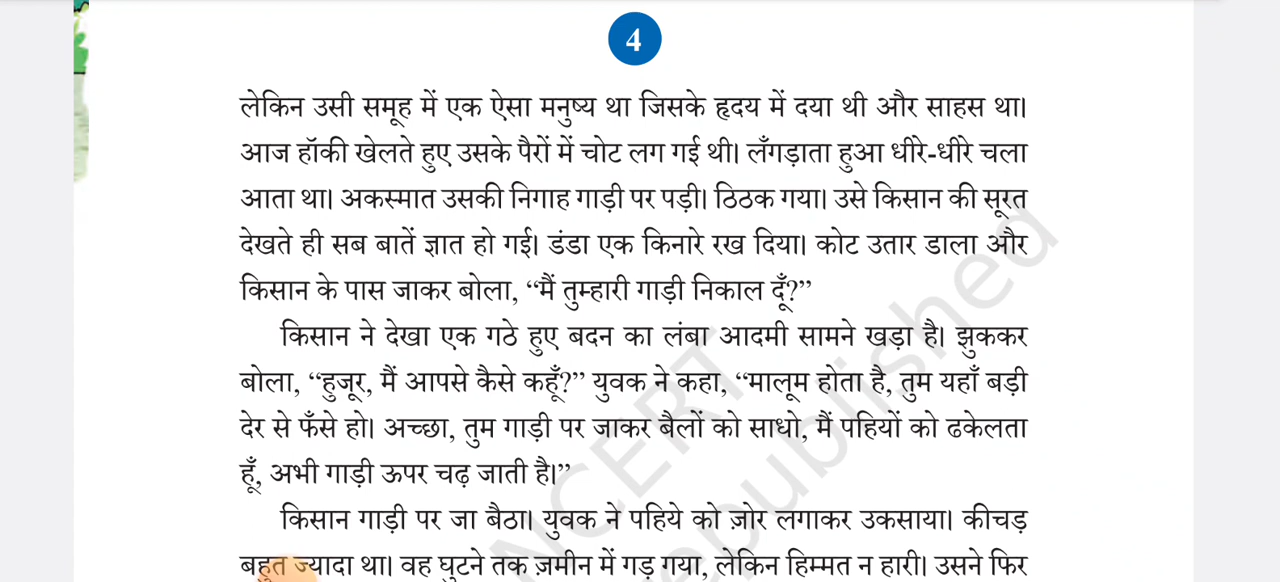 4
लेकिन उसी समूह में एक ऐसा मनुष्य था जिसके हृदय में दया थी और साहस था।
आज हॉकी खेलते हुए उसके पैरों में चोट लग गई थी। लँगड़ाता हुआ धीरे-धीरे चला
आता था। अकस्मात उसकी निगाह गाड़ी पर पड़ी। ठिठक गया। उसे किसान की सूरत
देखते ही सब बातें ज्ञात हो गई। डंडा एक किनारे रख दिया। कोट उतार डाला और
किसान के पास जाकर बोला, “मैं तुम्हारी गाड़ी निकाल दूँ?”
किसान ने देखा एक गठे हुए बदन का लंबा आदमी सामने खड़ा है। झुककर
बोला, “हुजूर, मैं आपसे कैसे कहूँ?” युवक ने कहा, “मालूम होता है, तुम यहाँ बड़ी
देर से फँसे हो। अच्छा, तुम गाड़ी पर जाकर बैलों को साधो, मैं पहियों को ढकेलता
हूँ, अभी गाड़ी ऊपर चढ़ जाती है।”
किसान गाड़ी पर जा बैठा। युवक ने पहिये को ज़ोर लगाकर उकसाया। कीचड़
बहुत ज्यादा था। वह घुटने तक ज़मीन में गड़ गया, लेकिन हिम्मत न हारी। उसने फिर
NCERT
republished